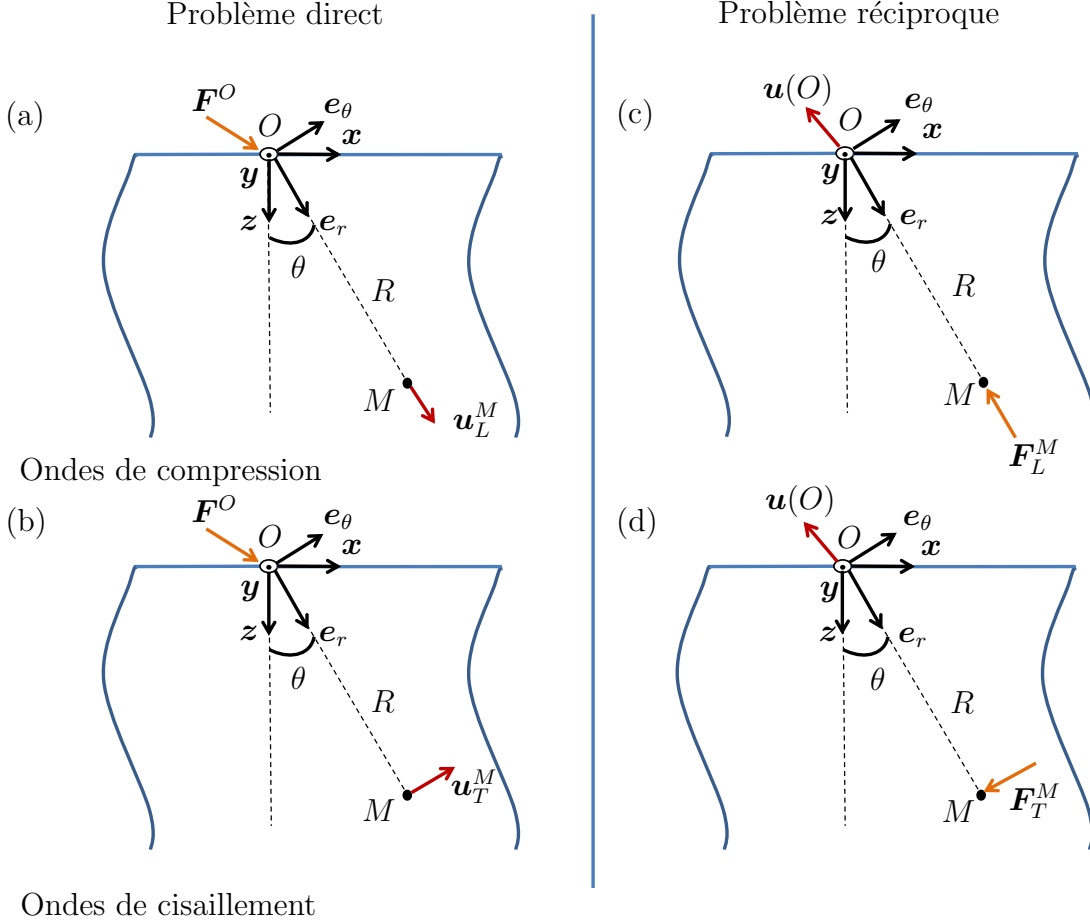 Problème direct
Problème réciproque
(a)
F^O
e_θ
O
x
y
z
e_r
θ
R
M
u_L^M
(c)
u(O)
e_θ
O
x
y
z
e_r
θ
R
M
F_L^M
Ondes de compression
(b)
F^O
e_θ
O
x
y
z
e_r
θ
R
M
u_T^M
(d)
u(O)
e_θ
O
x
y
z
e_r
θ
R
M
F_T^M
Ondes de cisaillement